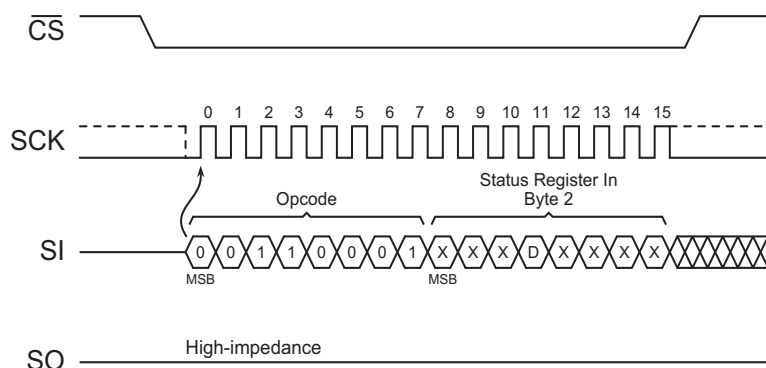 CS
0 1 2 3 4 5 6 7 8 9 10 11 12 13 14 15
SCK
Status Register In
Opcode Byte 2
SI 0 0 1 1 0 0 0 1 X X X D X X X X
MSB MSB
High-impedance
SO